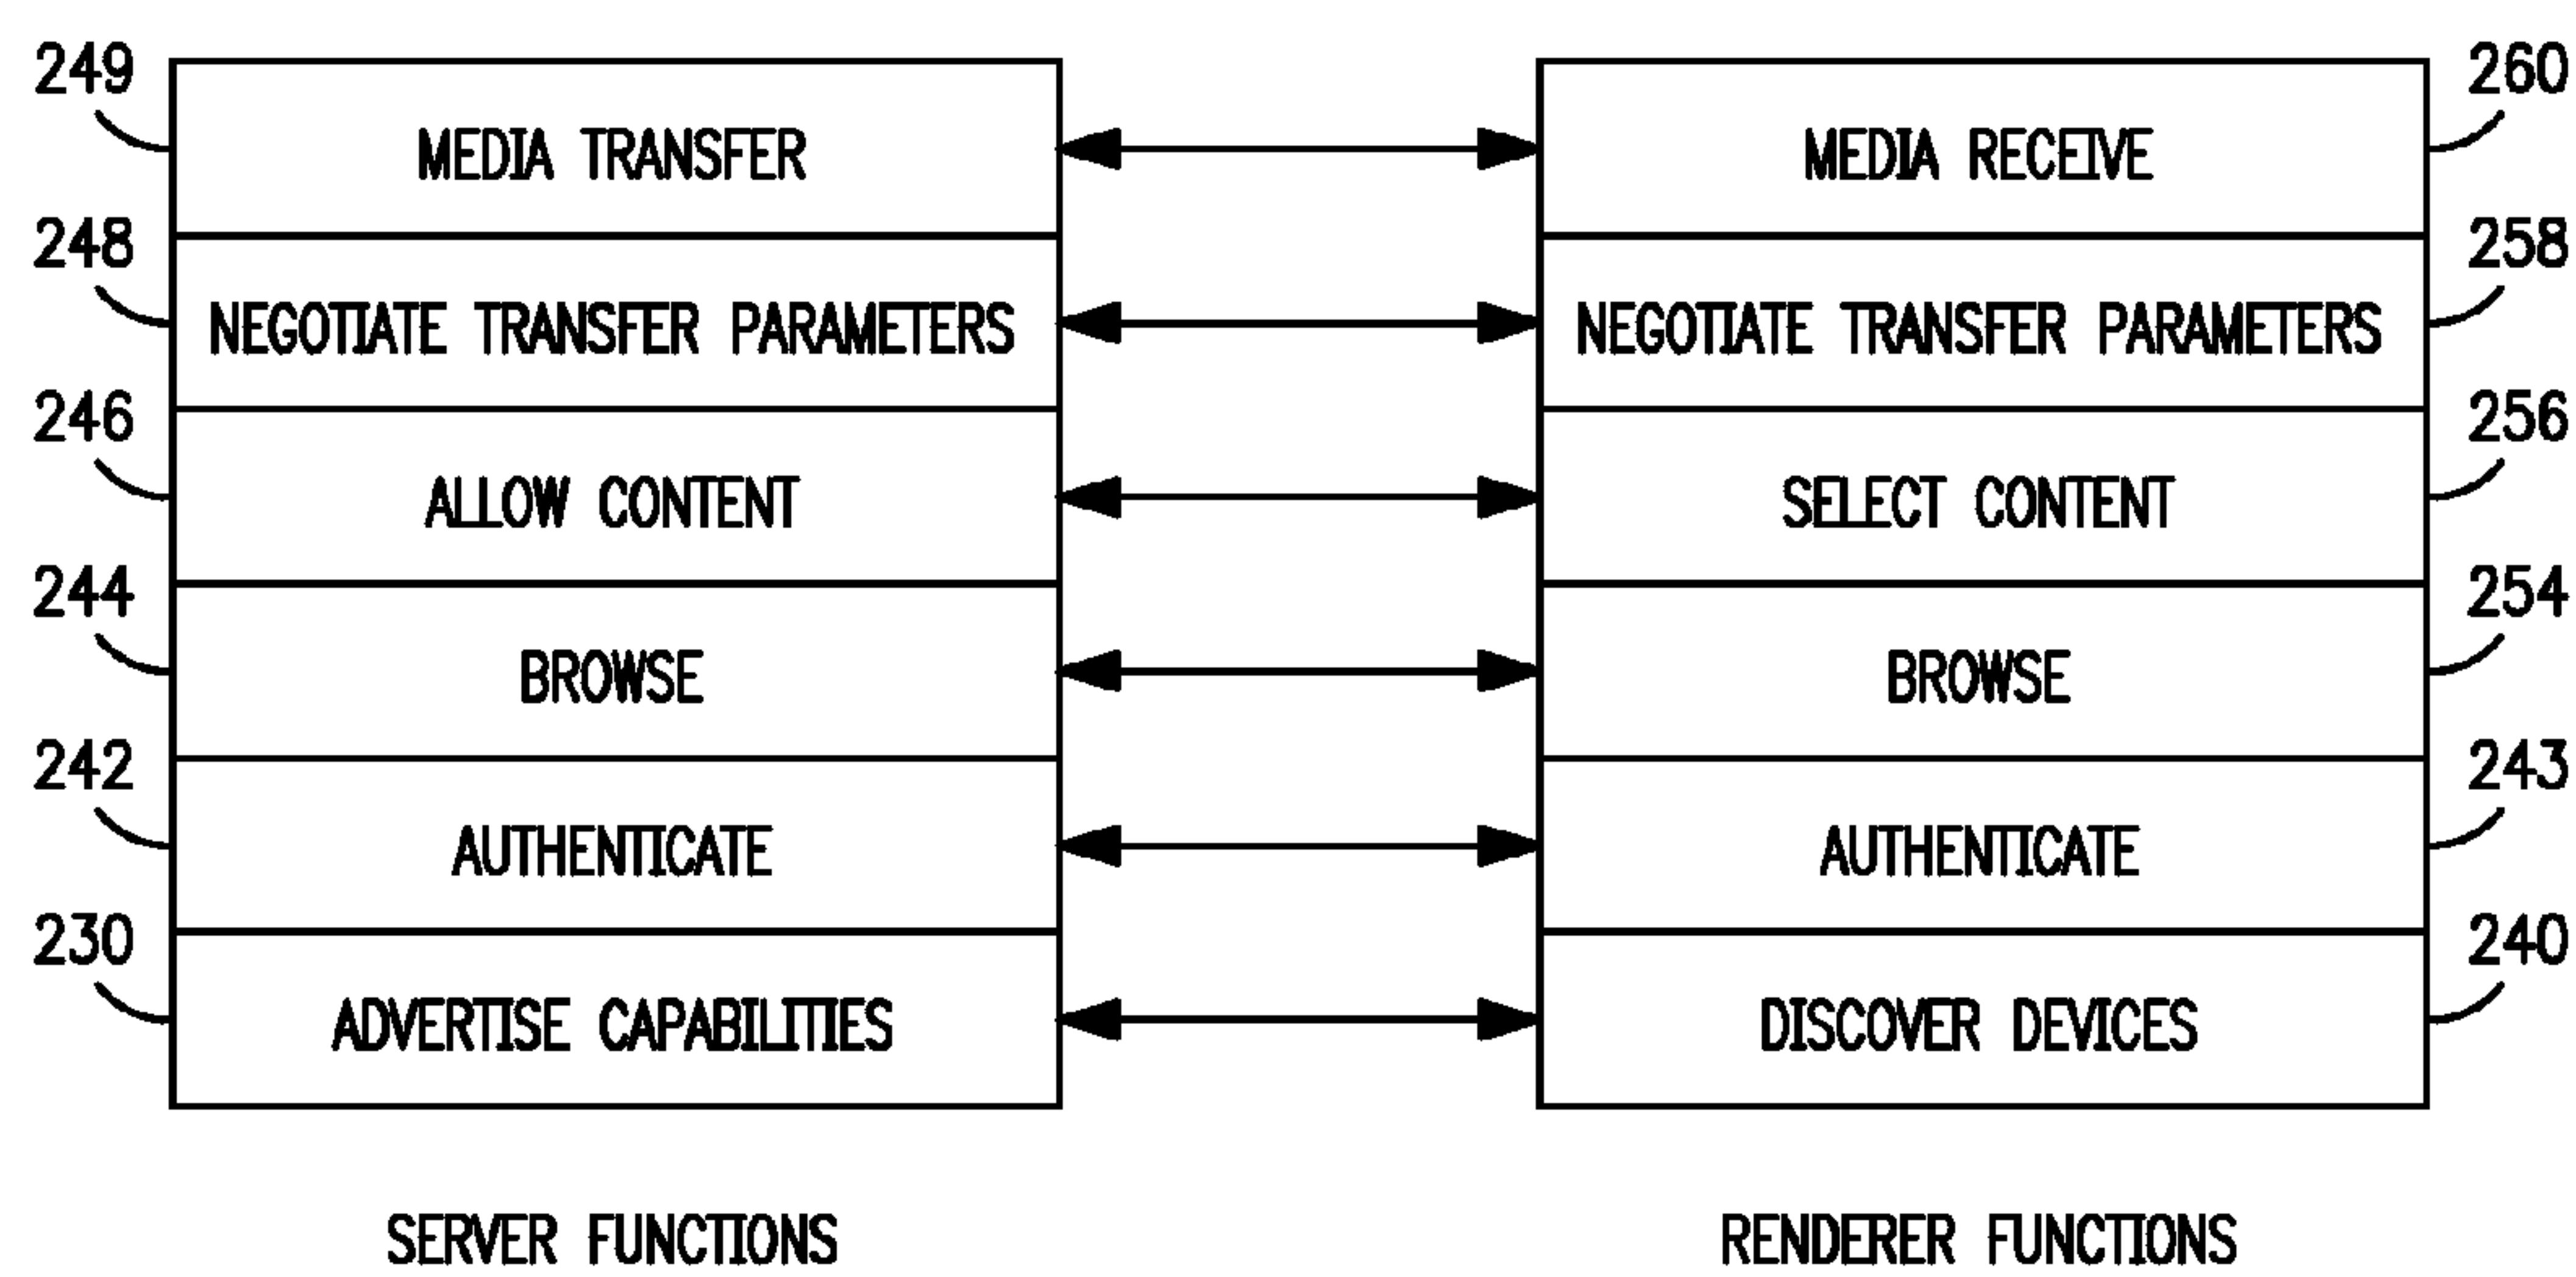 249
MEDIA TRANSFER
MEDIA RECEIVE
260
248
NEGOTIATE TRANSFER PARAMETERS
NEGOTIATE TRANSFER PARAMETERS
258
246
ALLOW CONTENT
SELECT CONTENT
256
244
BROWSE
BROWSE
254
242
AUTHENTICATE
AUTHENTICATE
243
230
ADVERTISE CAPABILITIES
DISCOVER DEVICES
240
SERVER FUNCTIONS
RENDERER FUNCTIONS